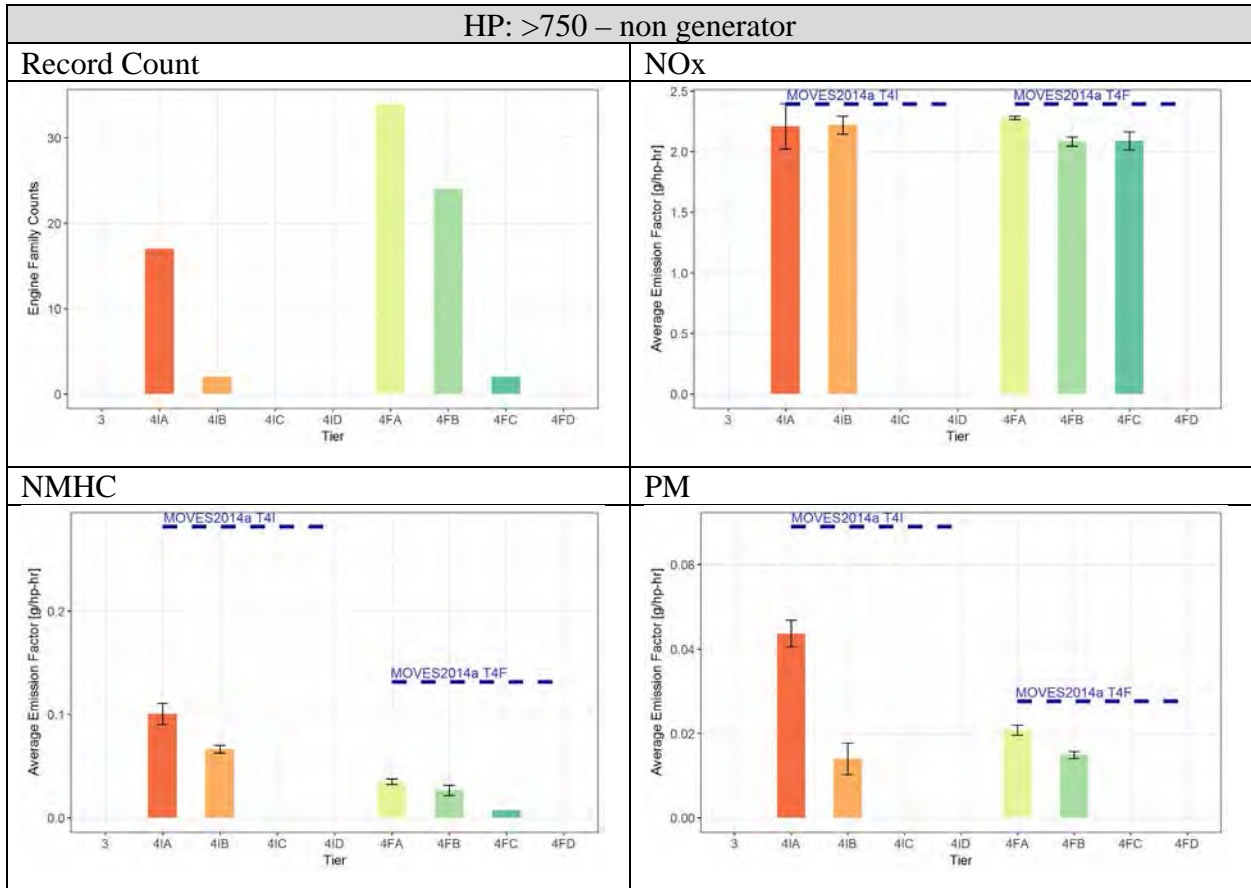 HP: >750 – non generator
Record Count
NOx
Engine Family Counts
30
20
10
0
3 4IA 4IB 4IC 4ID 4FA 4FB 4FC 4FD
Tier
Average Emission Factor [g/hp-hr]
2.5
2.0
1.5
1.0
0.5
0.0
MOVES2014a T4I
MOVES2014a T4F
3 4IA 4IB 4IC 4ID 4FA 4FB 4FC 4FD
Tier
NMHC
PM
Average Emission Factor [g/hp-hr]
0.2
0.1
0.0
MOVES2014a T4I
MOVES2014a T4F
3 4IA 4IB 4IC 4ID 4FA 4FB 4FC 4FD
Tier
Average Emission Factor [g/hp-hr]
0.06
0.04
0.02
0.00
MOVES2014a T4I
MOVES2014a T4F
3 4IA 4IB 4IC 4ID 4FA 4FB 4FC 4FD
Tier